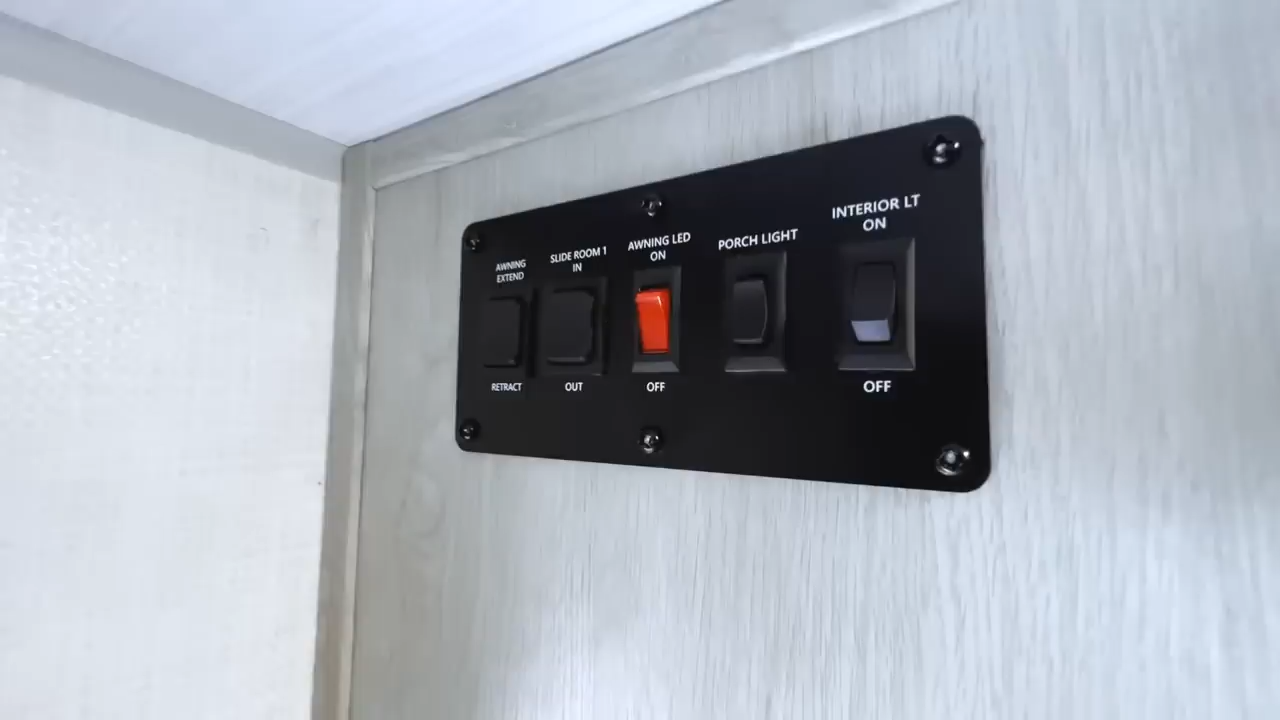 AWNING
EXTEND
RETRACT
SLIDE ROOM 1
IN
OUT
AWNING LED
ON
OFF
PORCH LIGHT
INTERIOR LT
ON
OFF